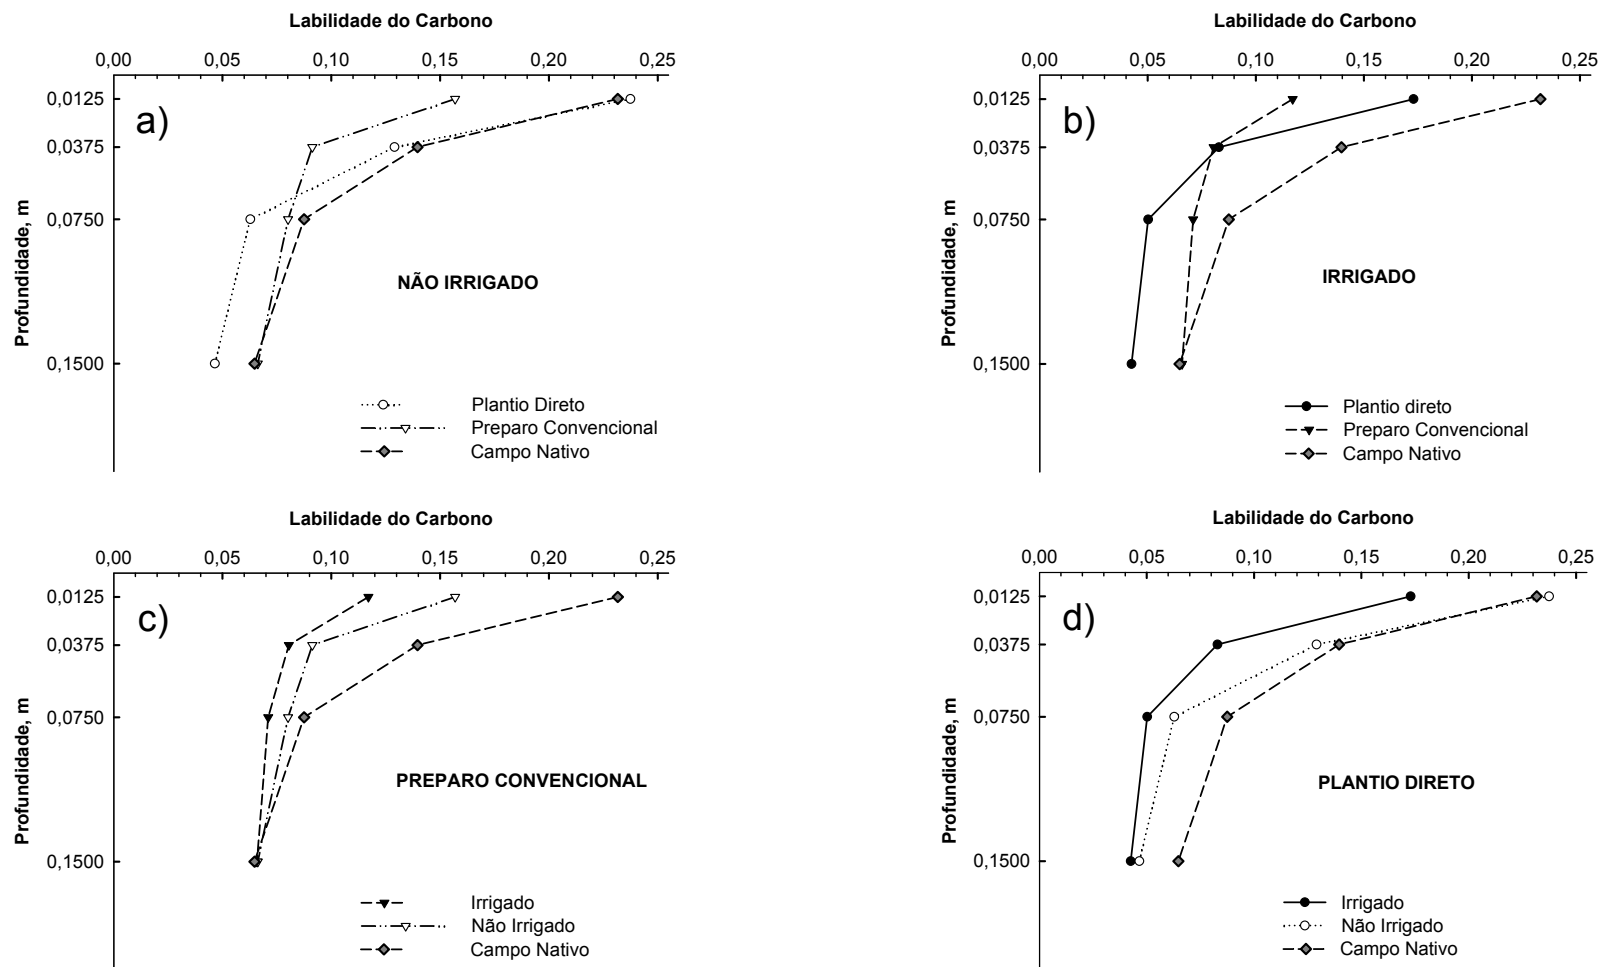 Labilidade do Carbono
0,00 0,05 0,10 0,15 0,20 0,25
0,0125
0,0375
0,0750
0,1500
Profundidade, m
a)
NÃO IRRIGADO
Plantio Direto
Preparo Convencional
Campo Nativo
Labilidade do Carbono
0,00 0,05 0,10 0,15 0,20 0,25
0,0125
0,0375
0,0750
0,1500
Profundidade, m
b)
IRRIGADO
Plantio direto
Preparo Convencional
Campo Nativo
Labilidade do Carbono
0,00 0,05 0,10 0,15 0,20 0,25
0,0125
0,0375
0,0750
0,1500
Profundidade, m
c)
PREPARO CONVENCIONAL
Irrigado
Não Irrigado
Campo Nativo
Labilidade do Carbono
0,00 0,05 0,10 0,15 0,20 0,25
0,0125
0,0375
0,0750
0,1500
Profundidade, m
d)
PLANTIO DIRETO
Irrigado
Não Irrigado
Campo Nativo